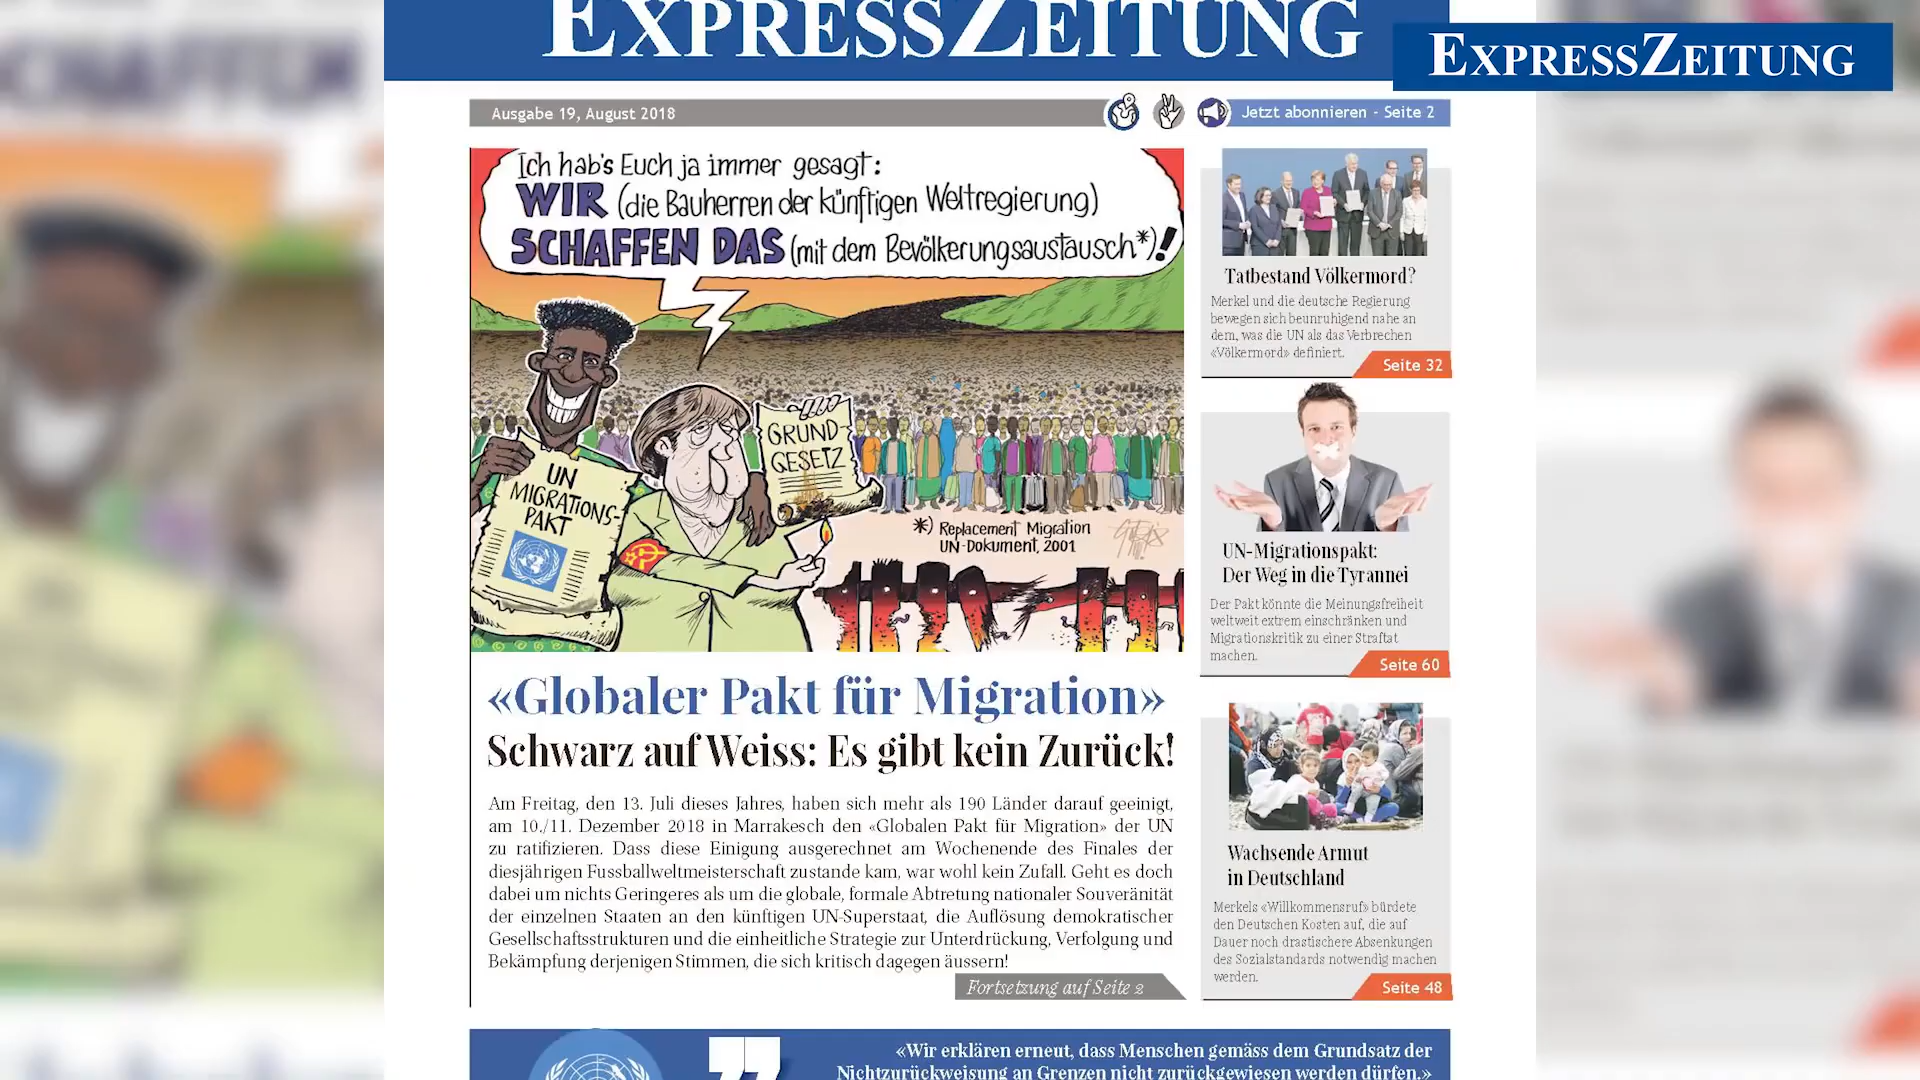 EXPRESSZEITUNG
EXPRESSZEITUNG
Ausgabe 19, August 2018
Jetzt abonnieren - Seite 2
Ich hab's Euch ja immer gesagt:
WIR (die Bauherren der künftigen Weltregierung)
SCHAFFEN DAS (mit dem Bevölkerungsaustausch*)!
UN
MIGRATIONS-
PAKT
GRUND-
GESETZ
*) Replacement Migration
UN-Dokument, 2001
«Globaler Pakt für Migration»
Schwarz auf Weiss: Es gibt kein Zurück!
Am Freitag, den 13. Juli dieses Jahres, haben sich mehr als 190 Länder darauf geeinigt,
am 10./11. Dezember 2018 in Marrakesch den «Globalen Pakt für Migration» der UN
zu ratifizieren. Dass diese Einigung ausgerechnet am Wochenende des Finales der
diesjährigen Fussballweltmeisterschaft zustande kam, war wohl kein Zufall. Geht es doch
dabei um nichts Geringeres als um die globale, formale Abtretung nationaler Souveränität
der einzelnen Staaten an den künftigen UN-Superstaat, die Auflösung demokratischer
Gesellschaftsstrukturen und die einheitliche Strategie zur Unterdrückung, Verfolgung und
Bekämpfung derjenigen Stimmen, die sich kritisch dagegen äussern!
Fortsetzung auf Seite 2
Tatbestand Völkermord?
Merkel und die deutsche Regierung
bewegen sich beunruhigend nahe an
dem, was die UN als das Verbrechen
«Völkermord» definiert.
Seite 32
UN-Migrationspakt:
Der Weg in die Tyrannei
Der Pakt könnte die Meinungsfreiheit
weltweit extrem einschränken und
Migrationskritik zu einer Straftat
machen.
Seite 60
Wachsende Armut
in Deutschland
Merkels «Willkommensruf» bürdete
den Deutschen Kosten auf, die auf
Dauer noch drastischere Absenkungen
des Sozialstandards notwendig machen
werden.
Seite 48
«Wir erklären erneut, dass Menschen gemäss dem Grundsatz der
Nichtzurückweisung an Grenzen nicht zurückgewiesen werden dürfen.»